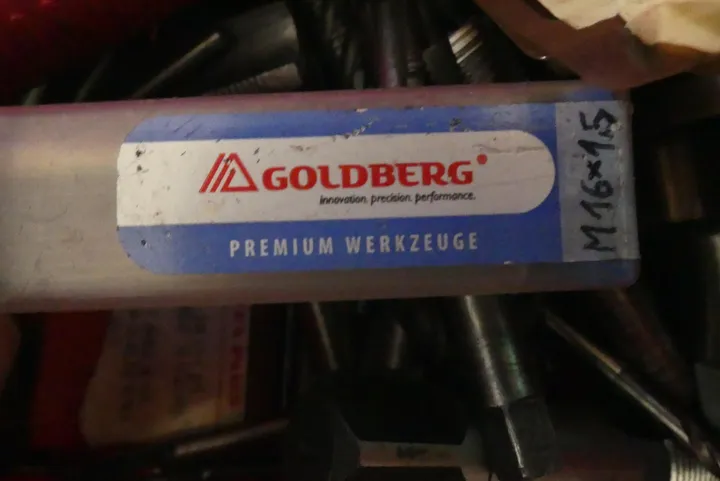 GOLDBERG®
innovation. precision. performance.
PREMIUM WERKZEUGE
M16x1.5